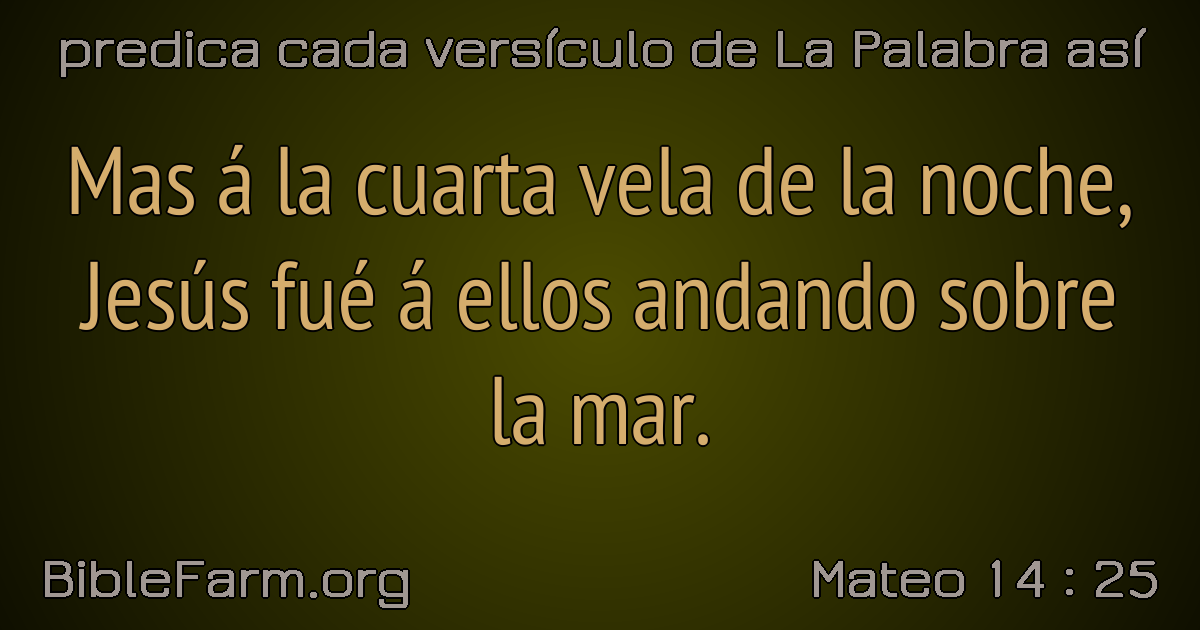 predica cada versículo de La Palabra así
Mas á la cuarta vela de la noche,
Jesús fué á ellos andando sobre
la mar.
BibleFarm.org
Mateo 14 : 25